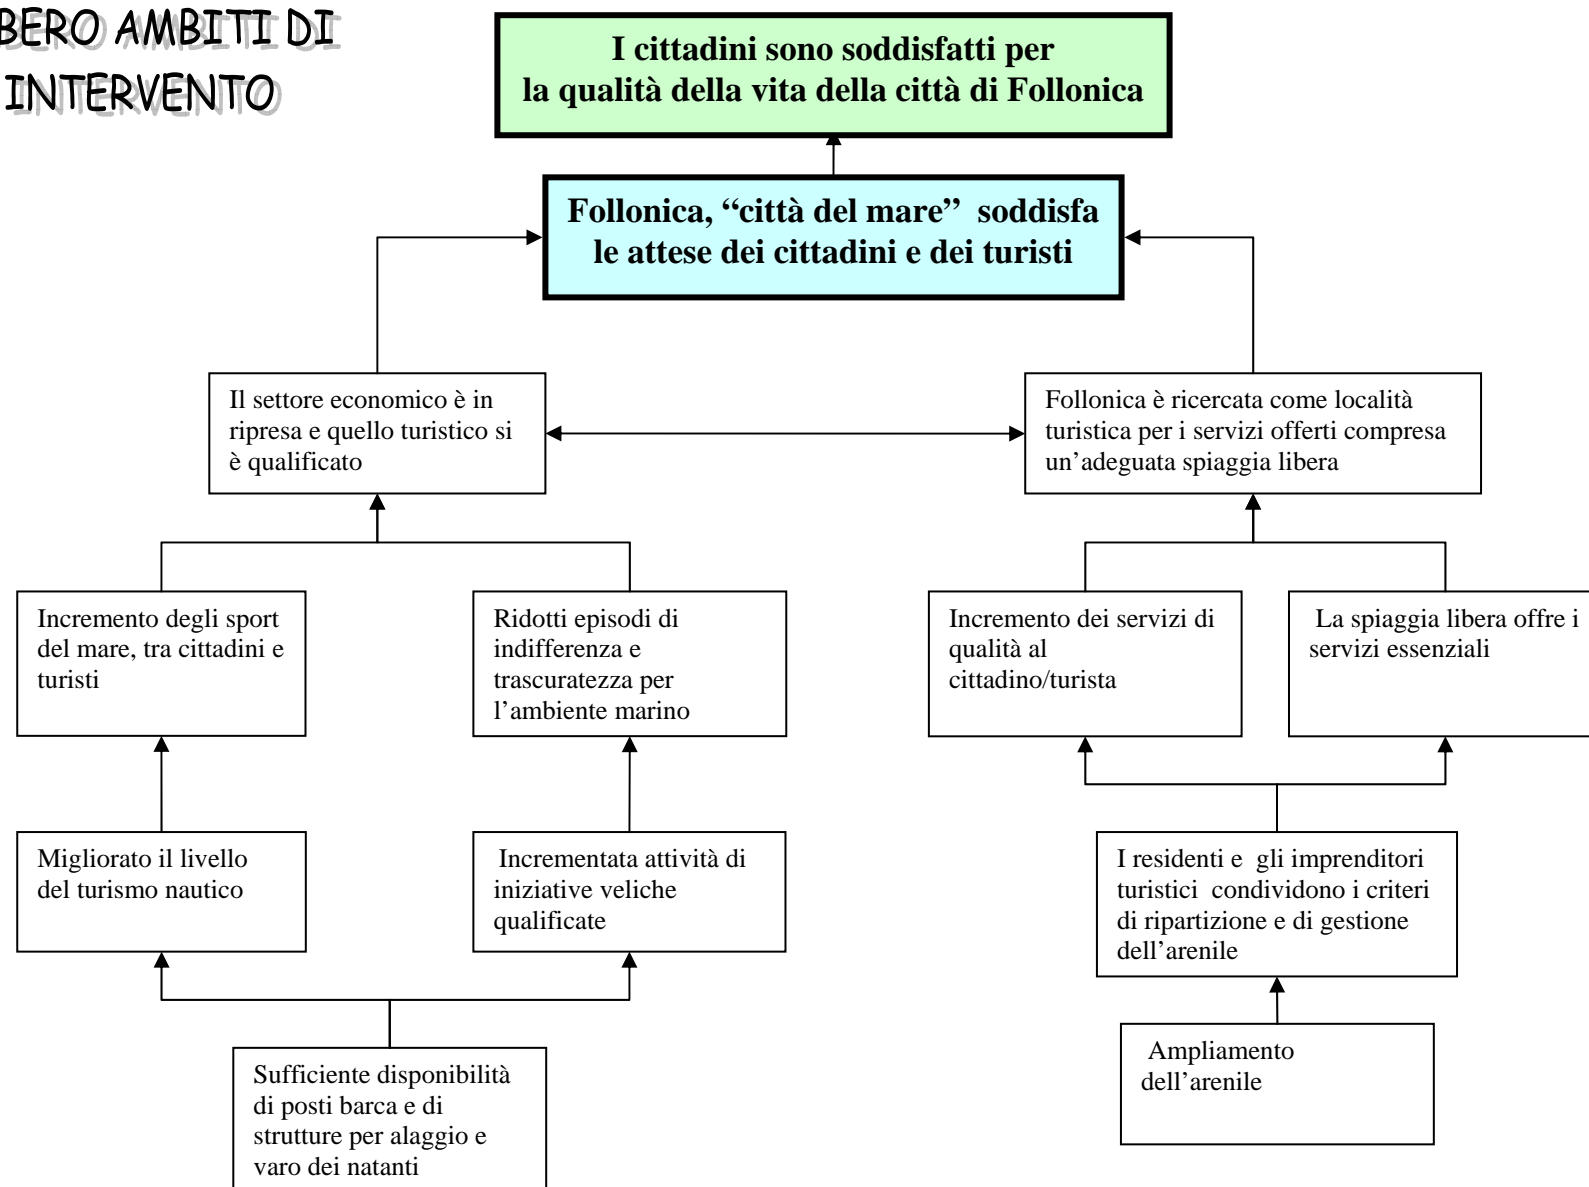 BERO AMBITI DI
INTERVENTO
I cittadini sono soddisfatti per
la qualità della vita della città di Follonica
Follonica, “città del mare” soddisfa
le attese dei cittadini e dei turisti
Il settore economico è in
ripresa e quello turistico si
è qualificato
Follonica è ricercata come località
turistica per i servizi offerti compresa
un’adeguata spiaggia libera
Incremento degli sport
del mare, tra cittadini e
turisti
Ridotti episodi di
indifferenza e
trascuratezza per
l’ambiente marino
Incremento dei servizi di
qualità al
cittadino/turista
La spiaggia libera offre i
servizi essenziali
Migliorato il livello
del turismo nautico
Incrementata attività di
iniziative veliche
qualificate
I residenti e gli imprenditori
turistici condividono i criteri
di ripartizione e di gestione
dell’arenile
Sufficiente disponibilità
di posti barca e di
strutture per alaggio e
varo dei natanti
Ampliamento
dell’arenile